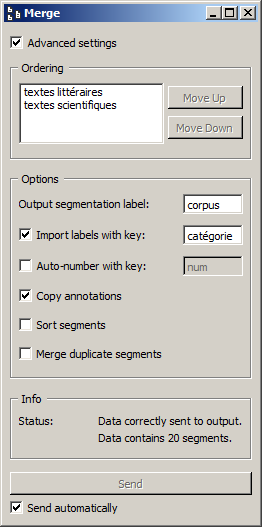 Merge
Advanced settings
Ordering
textes littéraires
textes scientifiques
Move Up
Move Down
Options
Output segmentation label: corpus
Import labels with key: catégorie
Auto-number with key: num
Copy annotations
Sort segments
Merge duplicate segments
Info
Status: Data correctly sent to output.
Data contains 20 segments.
Send
Send automatically